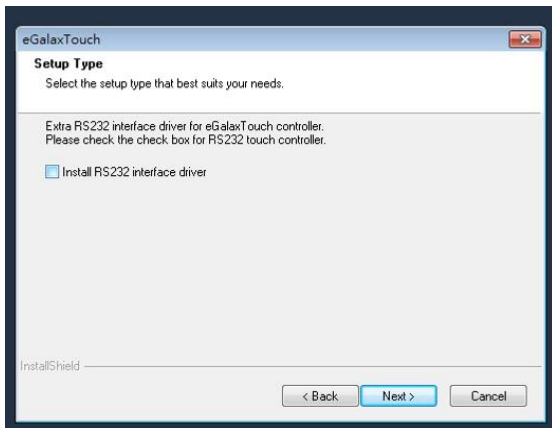 eGalaxTouch
Setup Type
Select the setup type that best suits your needs.
Extra RS232 interface driver for eGalaxTouch controller.
Please check the check box for RS232 touch controller.
Install RS232 interface driver
InstallShield
< Back Next > Cancel